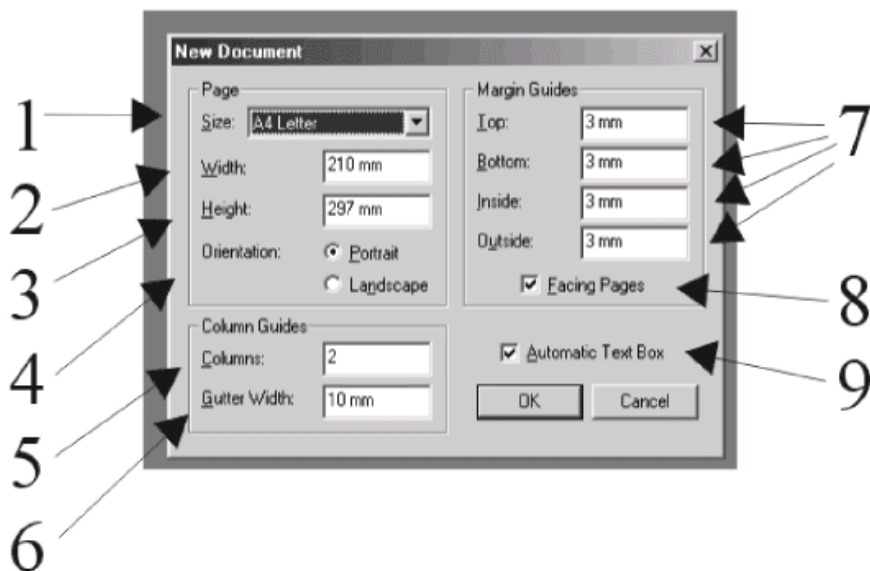 New Document
Page
Size: A4 Letter
Width: 210 mm
Height: 297 mm
Orientation: Portrait
Landscape
Column Guides
Columns: 2
Gutter Width: 10 mm
Margin Guides
Top: 3 mm
Bottom: 3 mm
Inside: 3 mm
Outside: 3 mm
Facing Pages
Automatic Text Box
OK Cancel
1
2
3
4
5
6
7
8
9